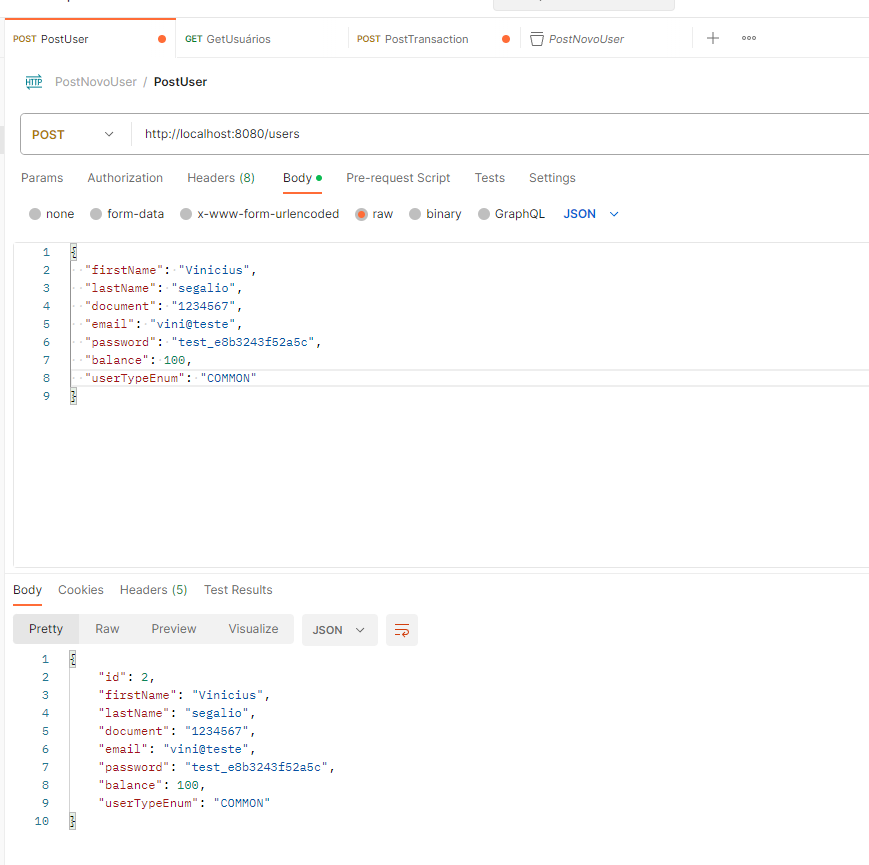 POST PostUser GET GetUsuários POST PostTransaction PostNovoUser
HTTP PostNovoUser / PostUser
POST http://localhost:8080/users
Params Authorization Headers (8) Body Pre-request Script Tests Settings
none form-data x-www-form-urlencoded raw binary GraphQL JSON
1 {
2 "firstName": "Vinicius",
3 "lastName": "segalio",
4 "document": "1234567",
5 "email": "vini@teste",
6 "password": "test_e8b3243f52a5c",
7 "balance": 100,
8 "userTypeEnum": "COMMON"
9 }
Body Cookies Headers (5) Test Results
Pretty Raw Preview Visualize JSON
1 {
2 "id": 2,
3 "firstName": "Vinicius",
4 "lastName": "segalio",
5 "document": "1234567",
6 "email": "vini@teste",
7 "password": "test_e8b3243f52a5c",
8 "balance": 100,
9 "userTypeEnum": "COMMON"
10 }